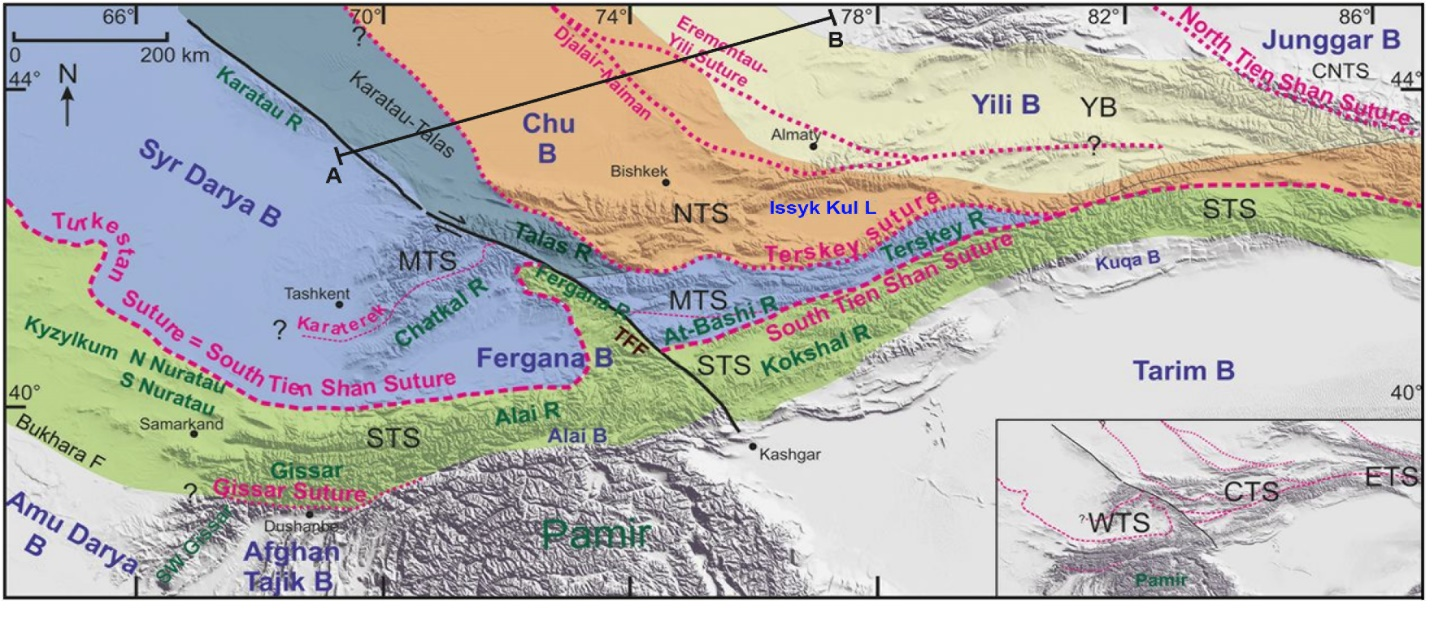 66°
70°
74°
78°
82°
86°
0
200 km
44°
N
?
Karatau R
Karatau-Talas
Erementau-
Yili Suture
Djalair-Naiman
B
North Tien Shan Suture
Junggar B
CNTS
44°
Syr Darya B
A
Chu
B
Bishkek
Almaty
Yili B
YB
?
NTS
Issyk Kul L
Terskey suture
Terskey R
STS
Turkestan Suture = South Tien Shan Suture
MTS
Talas R
Tashkent
?
Karaterek
Chatkal R
Fergana R
MTS
At-Bashi R
South Tien Shan Suture
Kuqa B
TFF
Fergana B
STS
Kokshal R
Tarim B
Kyzylkum
N Nuratau
S Nuratau
40°
40°
Samarkand
Bukhara F
STS
Alai R
Alai B
Kashgar
Gissar
?
Gissar Suture
Dushanbe
SW Gissar
Amu Darya
B
Afghan
Tajik B
Pamir
?
CTS
ETS
?
WTS
Pamir